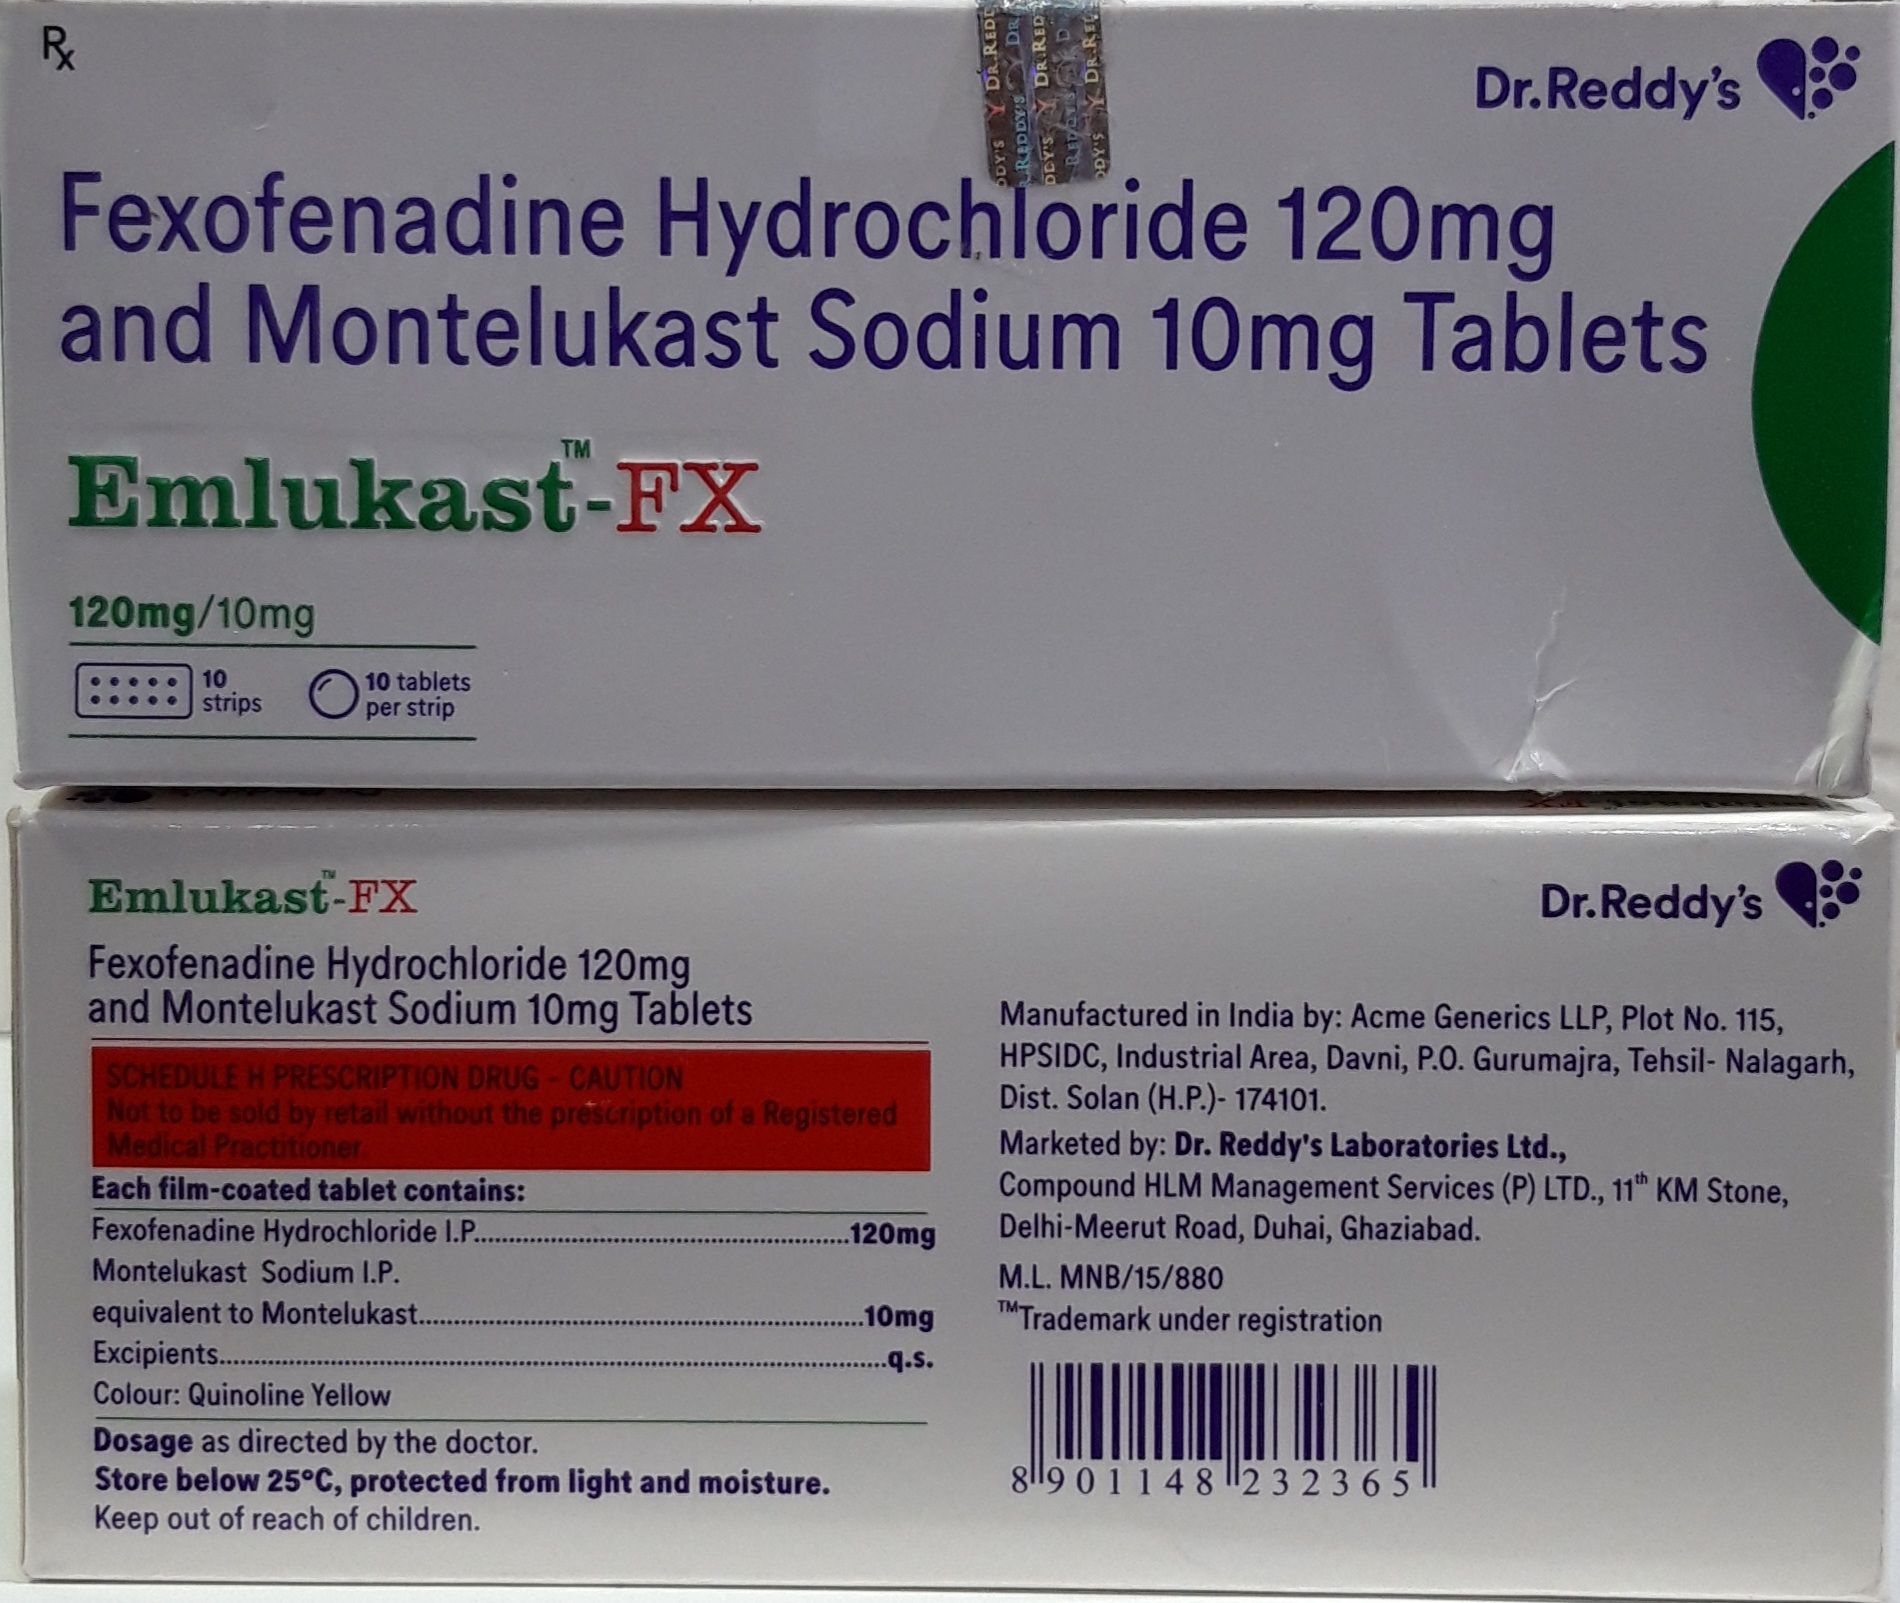 Rx
Dr.Reddy's
Fexofenadine Hydrochloride 120mg
and Montelukast Sodium 10mg Tablets
Emlukast™-FX
120mg/10mg
10
strips
10 tablets
per strip
Emlukast™-FX
Dr.Reddy's
Fexofenadine Hydrochloride 120mg
and Montelukast Sodium 10mg Tablets
SCHEDULE H PRESCRIPTION DRUG - CAUTION
Not to be sold by retail without the prescription of a Registered
Medical Practitioner.
Each film-coated tablet contains:
Fexofenadine Hydrochloride I.P....120mg
Montelukast Sodium I.P.
equivalent to Montelukast....10mg
Excipients....q.s.
Colour: Quinoline Yellow
Dosage as directed by the doctor.
Store below 25°C, protected from light and moisture.
Keep out of reach of children.
Manufactured in India by: Acme Generics LLP, Plot No. 115,
HPSIDC, Industrial Area, Davni, P.O. Gurumajra, Tehsil- Nalagarh,
Dist. Solan (H.P.)- 174101.
Marketed by: Dr. Reddy's Laboratories Ltd.,
Compound HLM Management Services (P) LTD., 11th KM Stone,
Delhi-Meerut Road, Duhai, Ghaziabad.
M.L. MNB/15/880
™Trademark under registration
8 901148 232365